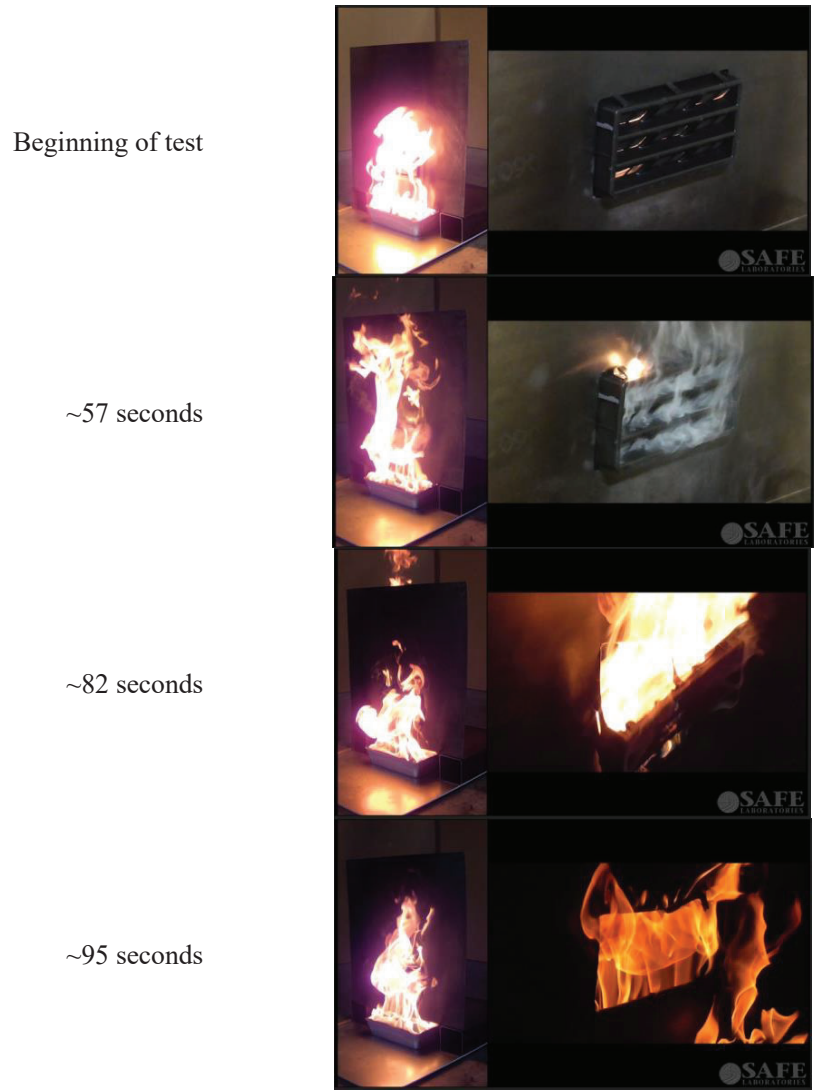 Beginning of test
SAFE
LABORATORIES
~57 seconds
SAFE
LABORATORIES
~82 seconds
SAFE
LABORATORIES
~95 seconds
SAFE
LABORATORIES